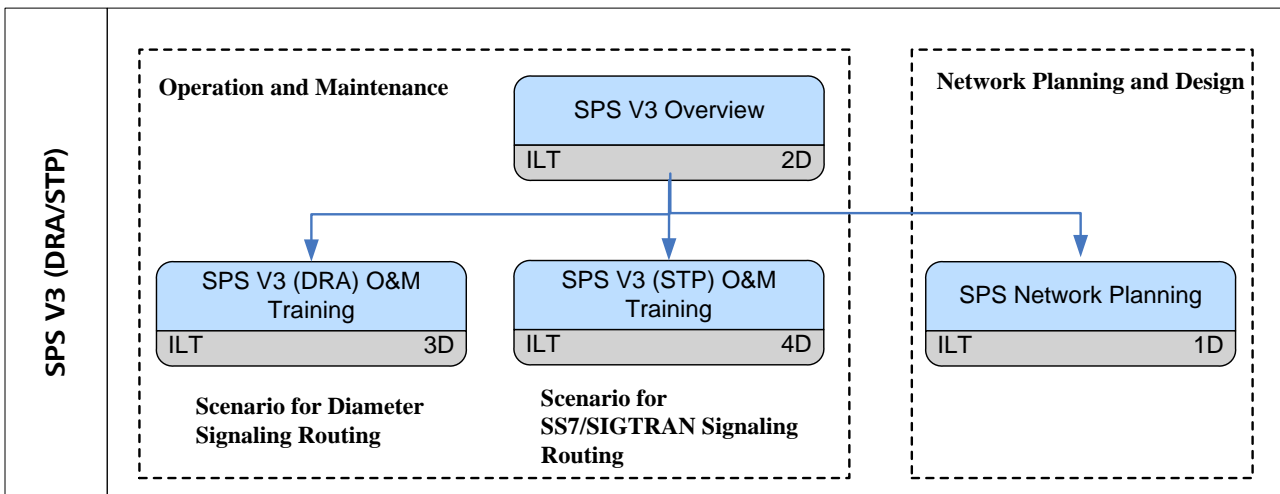 SPS V3 (DRA/STP)
Operation and Maintenance
SPS V3 Overview
ILT 2D
SPS V3 (DRA) O&M
Training
ILT 3D
Scenario for Diameter
Signaling Routing
SPS V3 (STP) O&M
Training
ILT 4D
Scenario for
SS7/SIGTRAN Signaling
Routing
Network Planning and Design
SPS Network Planning
ILT 1D